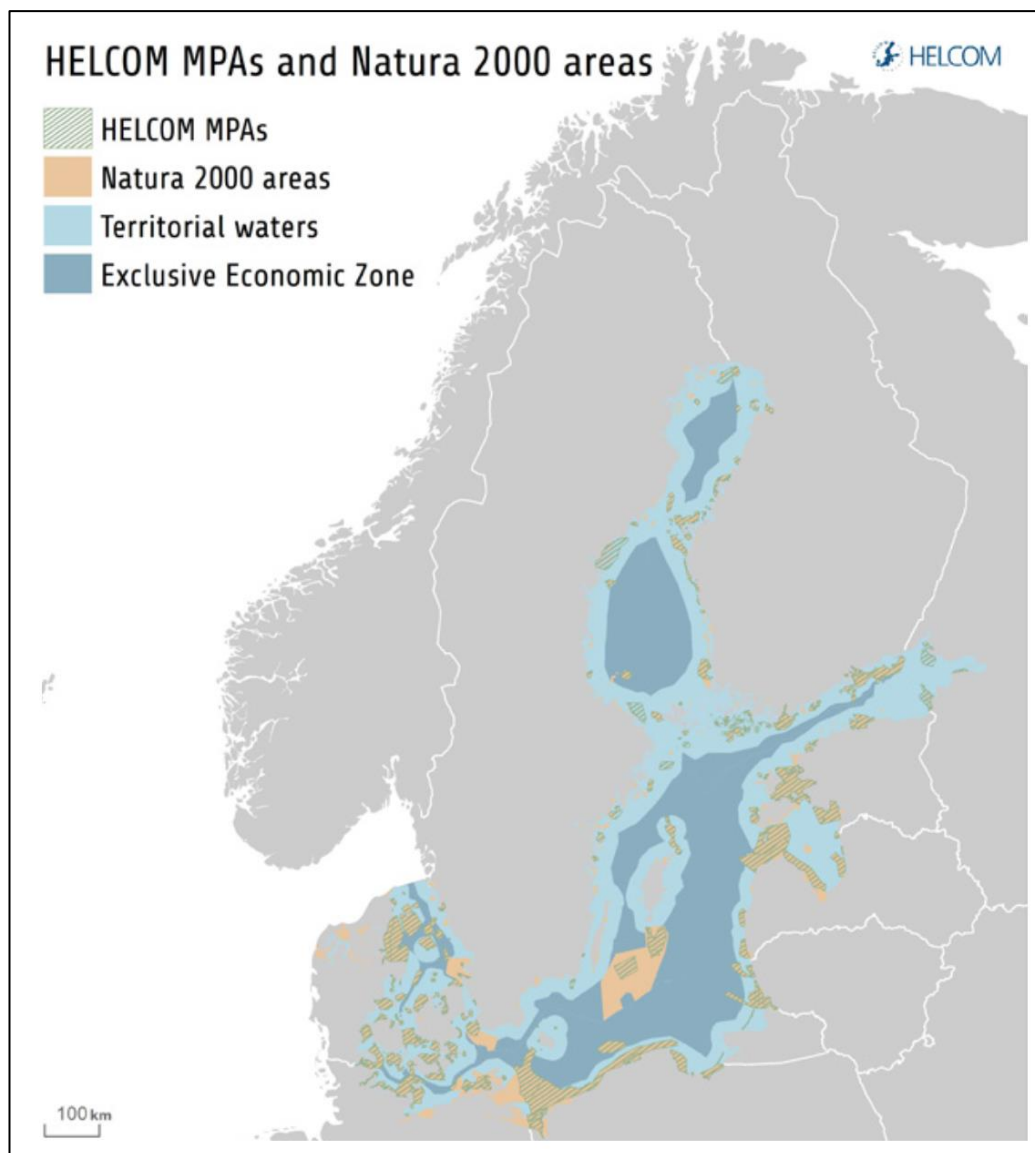 HELCOM MPAs and Natura 2000 areas
HELCOM
HELCOM MPAs
Natura 2000 areas
Territorial waters
Exclusive Economic Zone
100 km